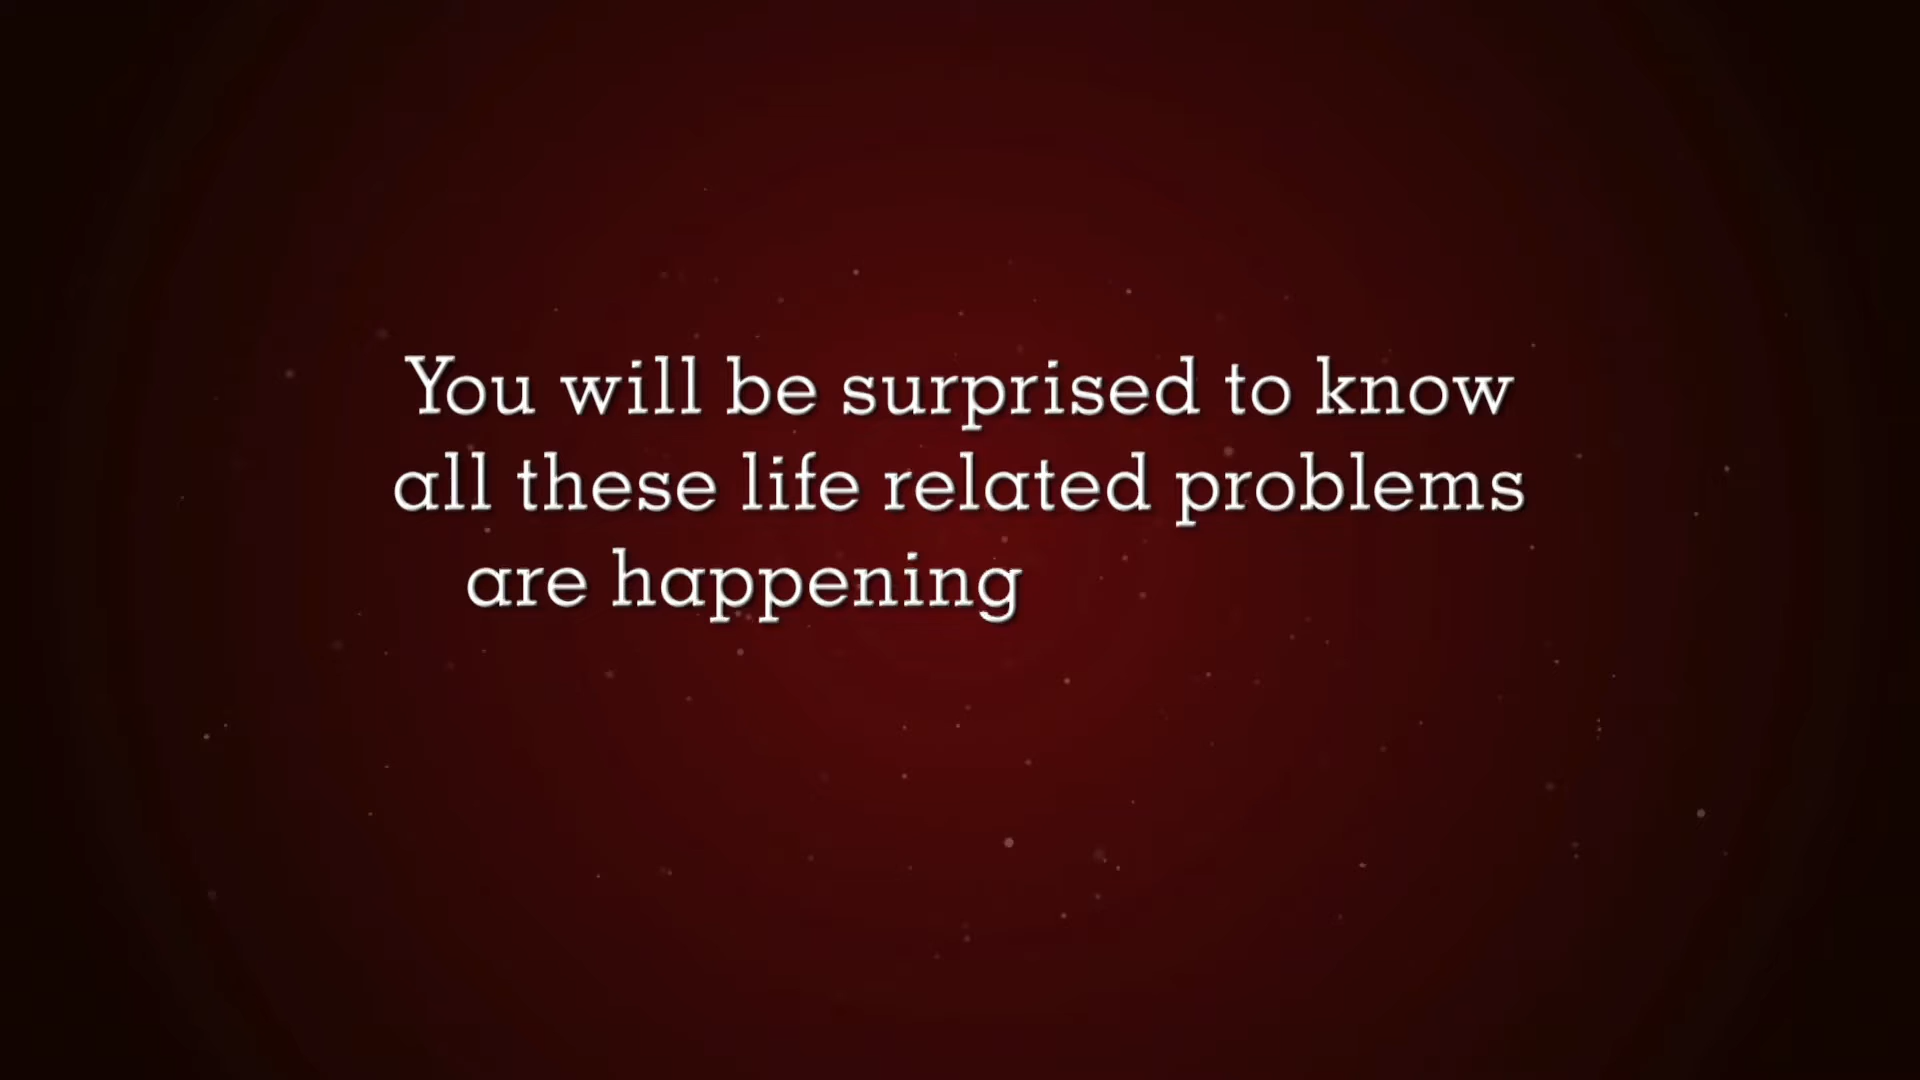 You will be surprised to know
all these life related problems
are happening